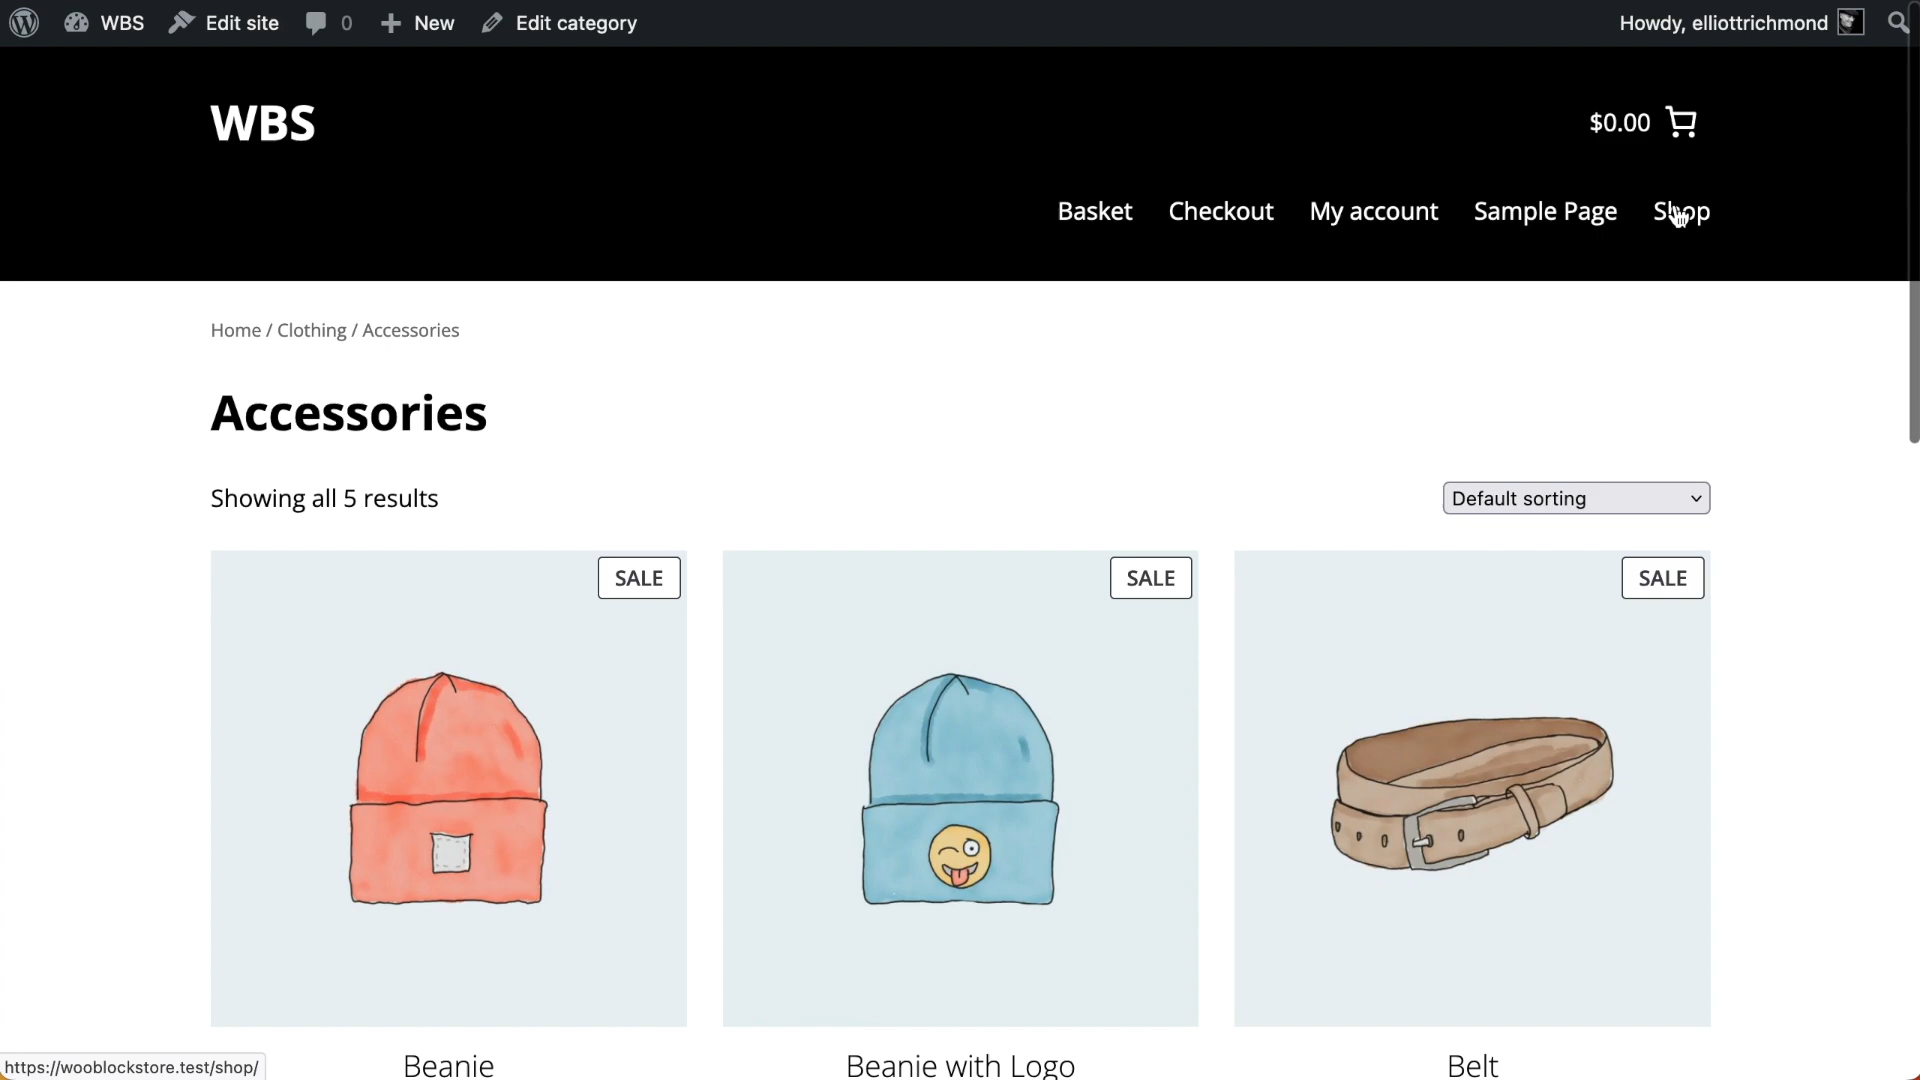 WBS Edit site 0 New Edit category Howdy, elliottrichmond
WBS
$0.00
Basket Checkout My account Sample Page Shop
Home / Clothing / Accessories
Accessories
Showing all 5 results
Default sorting
SALE SALE SALE
Beanie Beanie with Logo Belt
https://wooblockstore.test/shop/